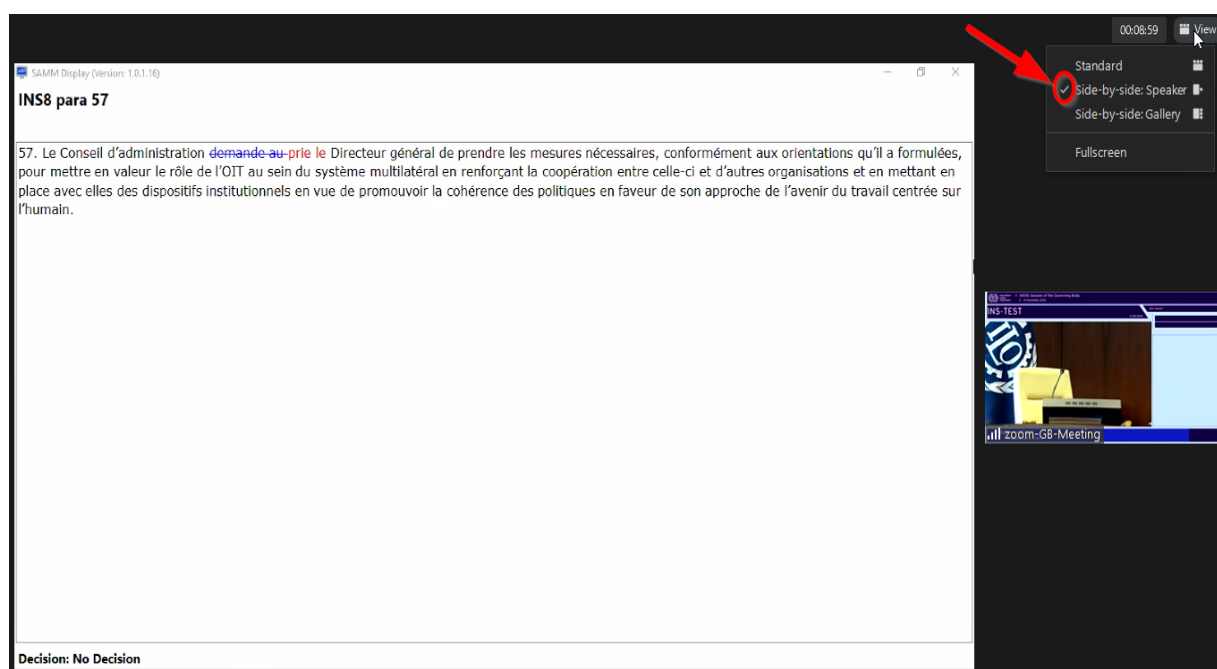 00:08:59 View
SAMM Display (Version: 1.0.1.16)
Standard
Side-by-side: Speaker
Side-by-side: Gallery
Fullscreen
INS8 para 57
57. Le Conseil d'administration demande au prie le Directeur général de prendre les mesures nécessaires, conformément aux orientations qu'il a formulées,
pour mettre en valeur le rôle de l'OIT au sein du système multilatéral en renforçant la coopération entre celle-ci et d'autres organisations et en mettant en
place avec elles des dispositifs institutionnels en vue de promouvoir la cohérence des politiques en faveur de son approche de l'avenir du travail centrée sur
l'humain.
INS-TEST
ILO
zoom-GB-Meeting
Decision: No Decision